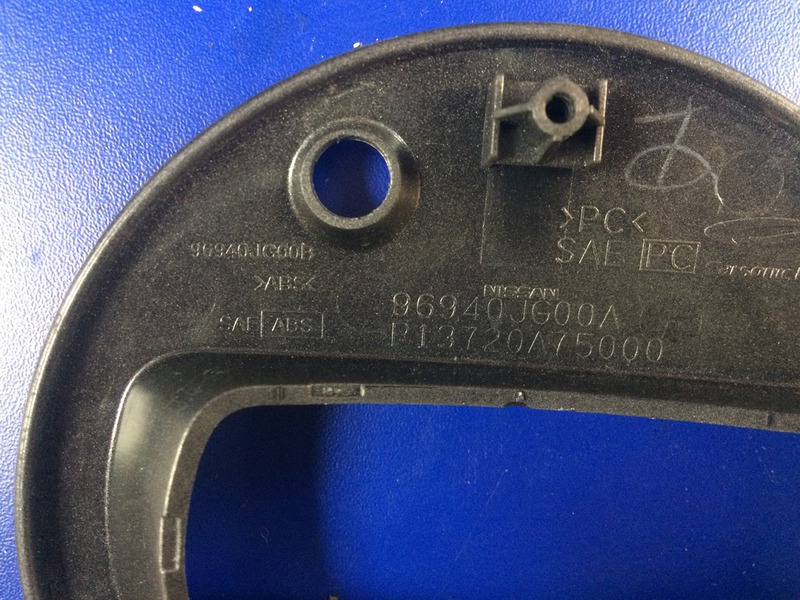 >PC<
SAE PC
NISSAN
96940JG00A
P13720A75000
96940JG00B
>ABS<
SAE ABS